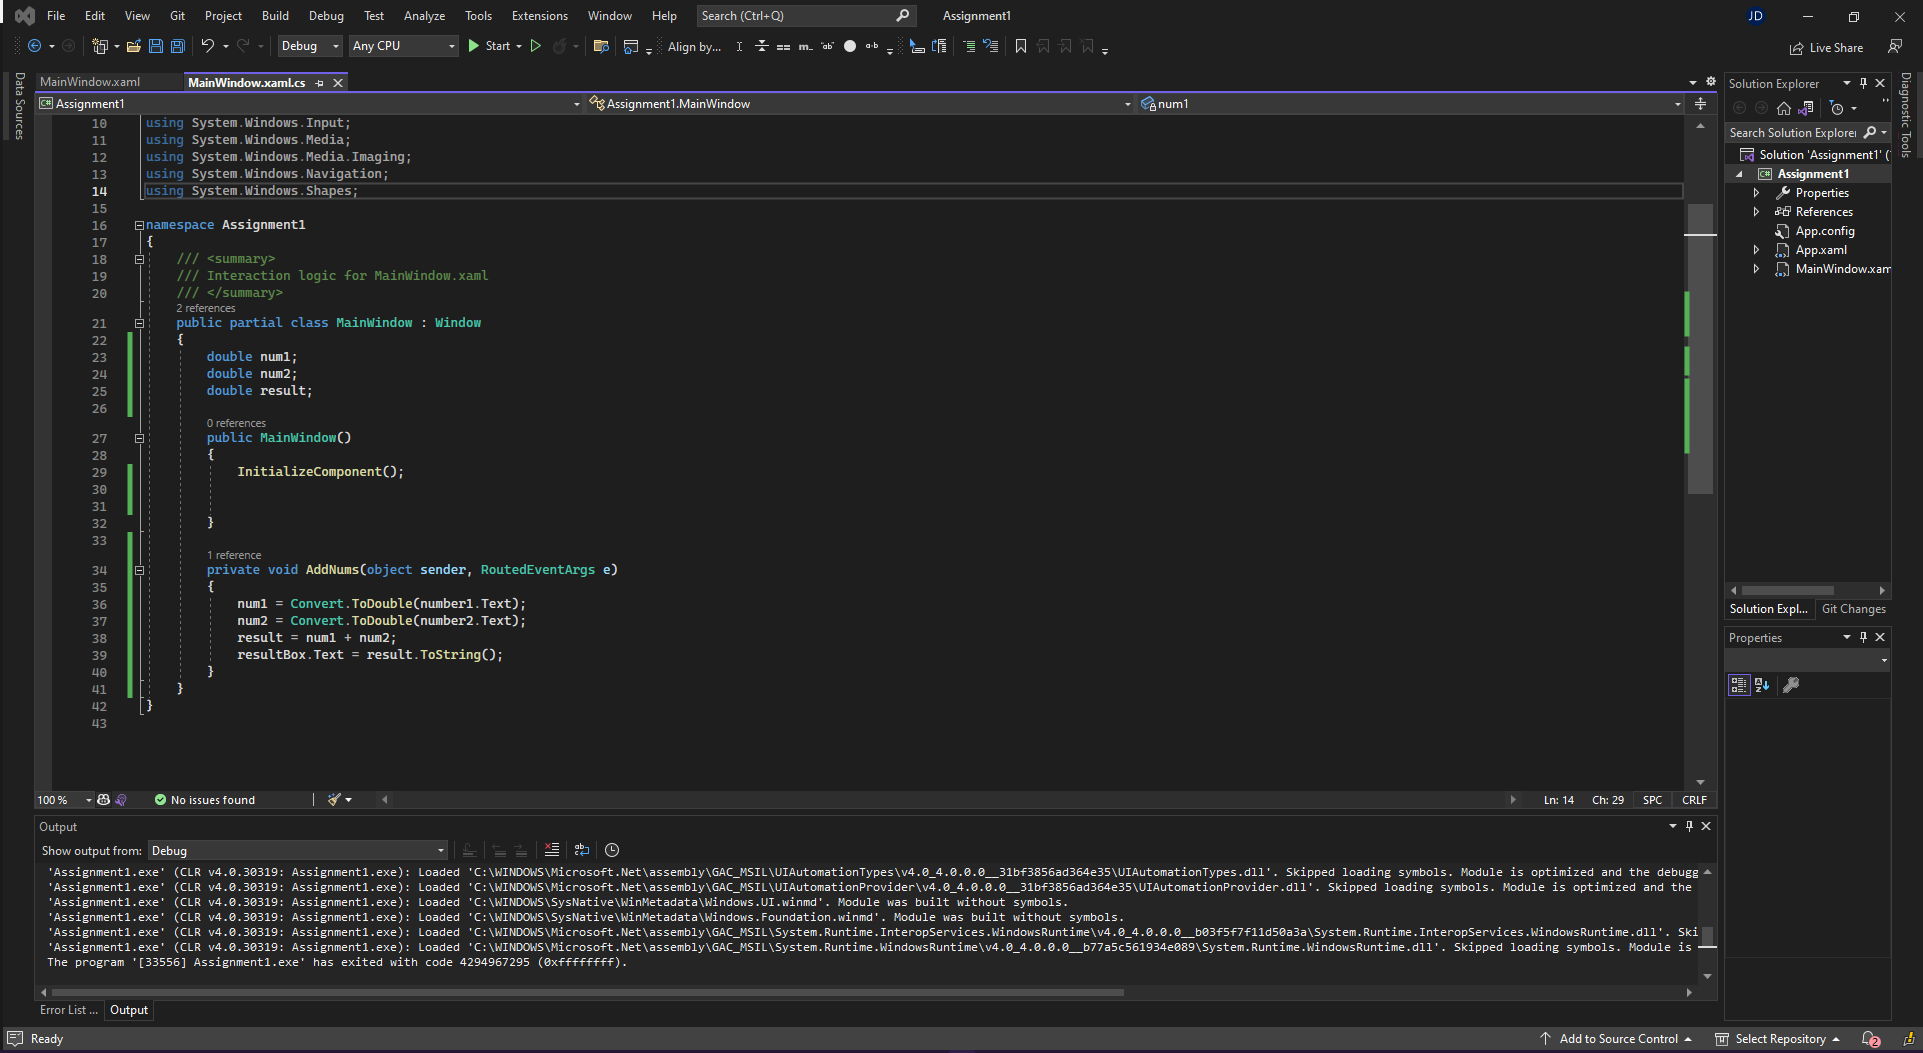 File Edit View Git Project Build Debug Test Analyze Tools Extensions Window Help Search (Ctrl+Q) Assignment1 JD
Debug Any CPU Start Align by... Live Share
Data Sources
MainWindow.xaml MainWindow.xaml.cs
Assignment1 Assignment1.MainWindow num1
10 using System.Windows.Input;
11 using System.Windows.Media;
12 using System.Windows.Media.Imaging;
13 using System.Windows.Navigation;
14 using System.Windows.Shapes;
15
16 namespace Assignment1
17 {
18 /// <summary>
19 /// Interaction logic for MainWindow.xaml
20 /// </summary>
2 references
21 public partial class MainWindow : Window
22 {
23 double num1;
24 double num2;
25 double result;
26
0 references
27 public MainWindow()
28 {
29 InitializeComponent();
30
31
32 }
33
1 reference
34 private void AddNums(object sender, RoutedEventArgs e)
35 {
36 num1 = Convert.ToDouble(number1.Text);
37 num2 = Convert.ToDouble(number2.Text);
38 result = num1 + num2;
39 resultBox.Text = result.ToString();
40 }
41 }
42 }
43
100 % No issues found Ln: 14 Ch: 29 SPC CRLF
Output
Show output from: Debug
'Assignment1.exe' (CLR v4.0.30319: Assignment1.exe): Loaded 'C:\WINDOWS\Microsoft.Net\assembly\GAC_MSIL\UIAutomationTypes\v4.0_4.0.0.0__31bf3856ad364e35\UIAutomationTypes.dll'. Skipped loading symbols. Module is optimized and the debugg
'Assignment1.exe' (CLR v4.0.30319: Assignment1.exe): Loaded 'C:\WINDOWS\Microsoft.Net\assembly\GAC_MSIL\UIAutomationProvider\v4.0_4.0.0.0__31bf3856ad364e35\UIAutomationProvider.dll'. Skipped loading symbols. Module is optimized and the
'Assignment1.exe' (CLR v4.0.30319: Assignment1.exe): Loaded 'C:\WINDOWS\SysNative\WinMetadata\Windows.UI.winmd'. Module was built without symbols.
'Assignment1.exe' (CLR v4.0.30319: Assignment1.exe): Loaded 'C:\WINDOWS\SysNative\WinMetadata\Windows.Foundation.winmd'. Module was built without symbols.
'Assignment1.exe' (CLR v4.0.30319: Assignment1.exe): Loaded 'C:\WINDOWS\Microsoft.Net\assembly\GAC_MSIL\System.Runtime.InteropServices.WindowsRuntime\v4.0_4.0.0.0__b03f5f7f11d50a3a\System.Runtime.InteropServices.WindowsRuntime.dll'. Ski
'Assignment1.exe' (CLR v4.0.30319: Assignment1.exe): Loaded 'C:\WINDOWS\Microsoft.Net\assembly\GAC_MSIL\System.Runtime.WindowsRuntime\v4.0_4.0.0.0__b77a5c561934e089\System.Runtime.WindowsRuntime.dll'. Skipped loading symbols. Module is
The program '[33556] Assignment1.exe' has exited with code 4294967295 (0xffffffff).
Error List ... Output
Solution Explorer
Search Solution Explorer
Solution 'Assignment1' (
Assignment1
Properties
References
App.config
App.xaml
MainWindow.xam
Solution Expl... Git Changes
Properties
Diagnostic Tools
Ready Add to Source Control Select Repository 2